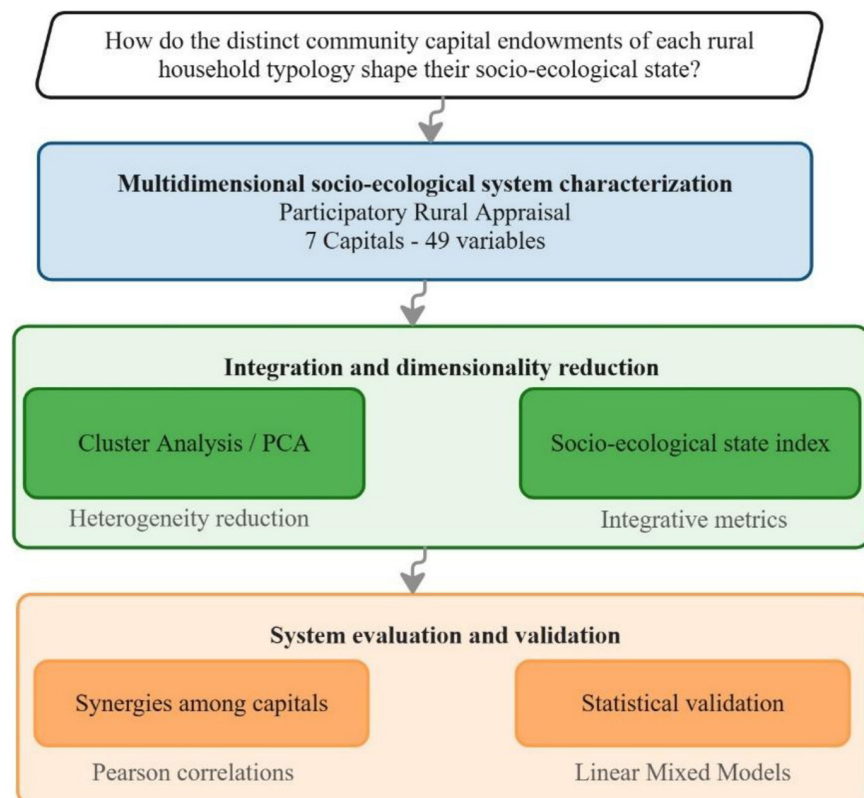 How do the distinct community capital endowments of each rural
household typology shape their socio-ecological state?
Multidimensional socio-ecological system characterization
Participatory Rural Appraisal
7 Capitals - 49 variables
Integration and dimensionality reduction
Cluster Analysis / PCA
Socio-ecological state index
Heterogeneity reduction
Integrative metrics
System evaluation and validation
Synergies among capitals
Statistical validation
Pearson correlations
Linear Mixed Models